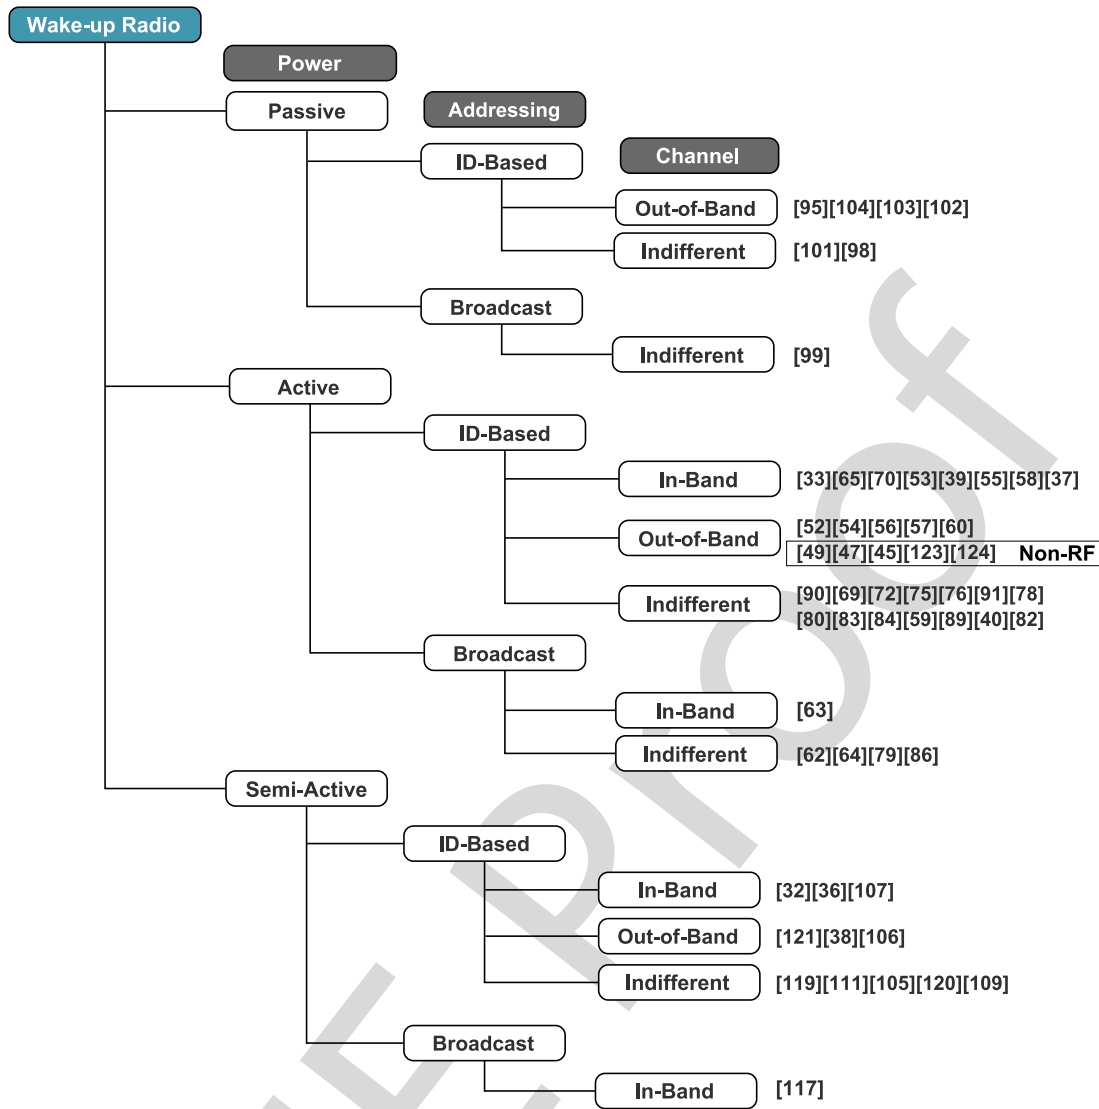 Wake-up Radio
Power
Passive
Addressing
ID-Based
Channel
Out-of-Band [95][104][103][102]
Indifferent [101][98]
Broadcast
Indifferent [99]
Active
ID-Based
In-Band [33][65][70][53][39][55][58][37]
Out-of-Band [52][54][56][57][60]
[49][47][45][123][124] Non-RF
Indifferent [90][69][72][75][76][91][78]
[80][83][84][59][89][40][82]
Broadcast
In-Band [63]
Indifferent [62][64][79][86]
Semi-Active
ID-Based
In-Band [32][36][107]
Out-of-Band [121][38][106]
Indifferent [119][111][105][120][109]
Broadcast
In-Band [117]
E Proof